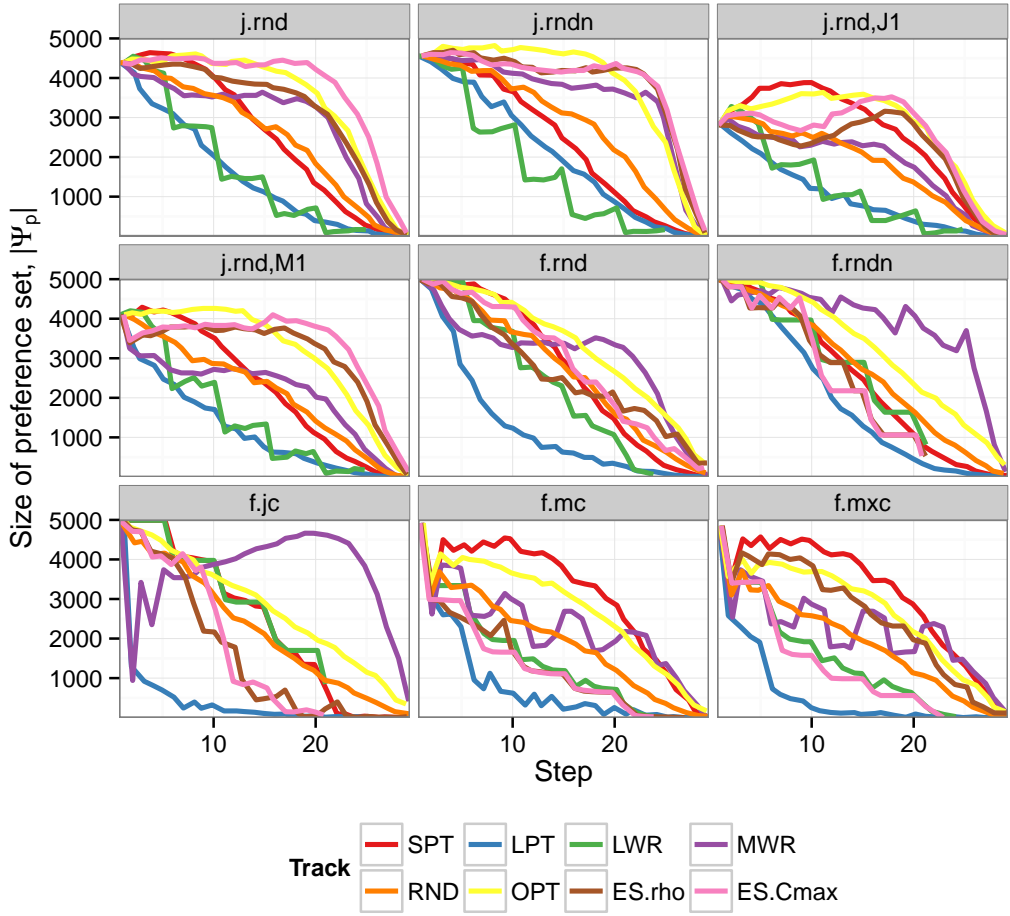 j.rnd j.rndn j.rnd,J1
5000
4000
3000
2000
1000
j.rnd,M1 f.rnd f.rndn
5000
4000
3000
2000
1000
f.jc f.mc f.mxc
5000
4000
3000
2000
1000
Size of preference set, |Ψp|
10 20 10 20 10 20
Step
Track
SPT LPT LWR MWR
RND OPT ES.rho ES.Cmax